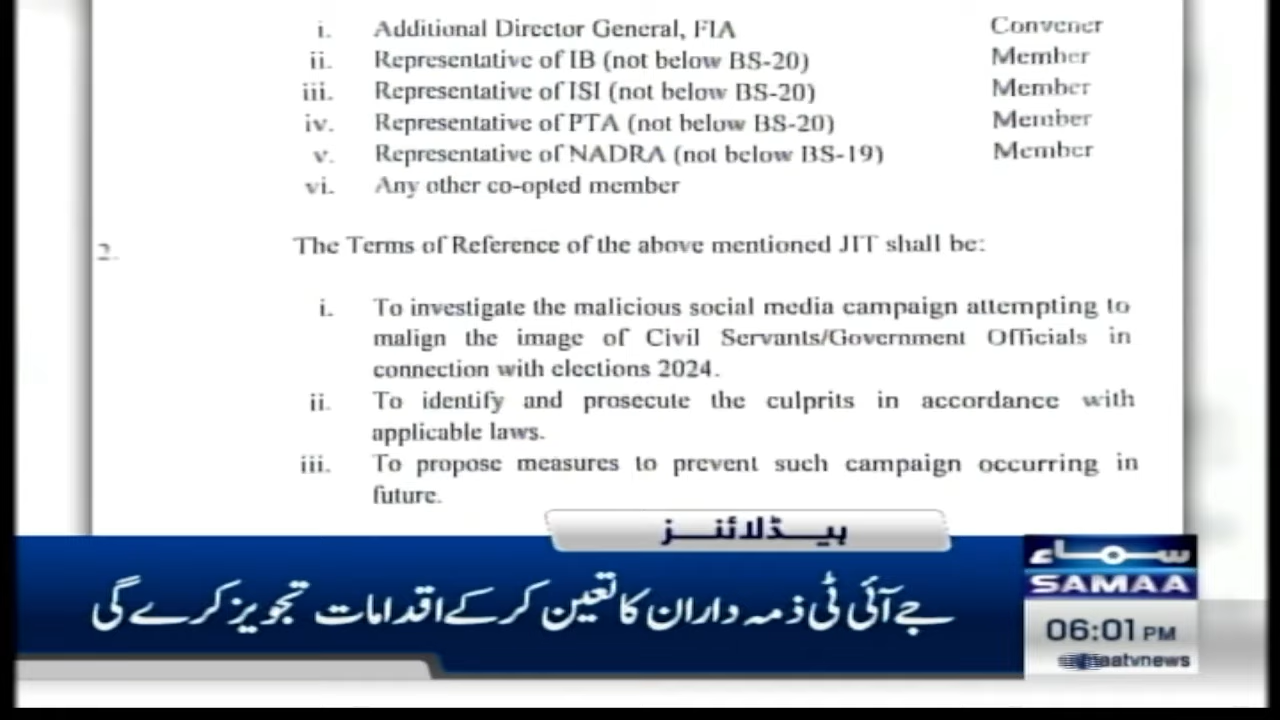 i. Additional Director General, FIA Convener
ii. Representative of IB (not below BS-20) Member
iii. Representative of ISI (not below BS-20) Member
iv. Representative of PTA (not below BS-20) Member
v. Representative of NADRA (not below BS-19) Member
vi. Any other co-opted member
2. The Terms of Reference of the above mentioned JIT shall be:
i. To investigate the malicious social media campaign attempting to
malign the image of Civil Servants/Government Officials in
connection with elections 2024.
ii. To identify and prosecute the culprits in accordance with
applicable laws.
iii. To propose measures to prevent such campaign occurring in
future.
ہیڈلائنز
جے آئی ٹی ذمہ داران کا تعین کر کے اقدامات تجویز کرے گی
سماء
SAMAA
06:01 PM